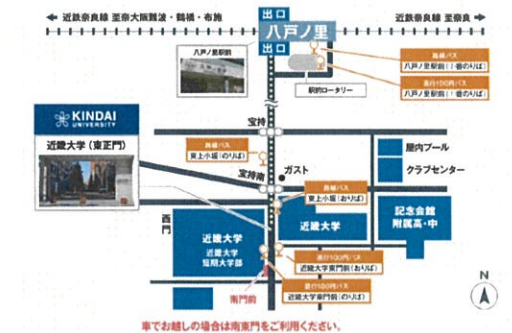 近鉄奈良線 至奈大阪難波・鶴橋・布施
出口
近鉄奈良線 至奈良
八戸ノ里
出口
八戸ノ里駅前
路線バス
八戸ノ里駅前(1番のりば)
直行100円バス
八戸ノ里駅前(1番のりば)
駅前ロータリー
KINDAI
UNIVERSITY
近畿大学(東正門)
宝持
路線バス
東上小坂(のりば)
屋内プール
クラブセンター
ガスト
宝持南
路線バス
東上小坂(おりば)
西門
近畿大学
近畿大学
短期大学部
近畿大学
記念会館
附属高・中
直行100円バス
近畿大学東門前(おりば)
直行100円バス
近畿大学東門前(のりば)
南門前
N
車でお越しの場合は南東門をご利用ください。